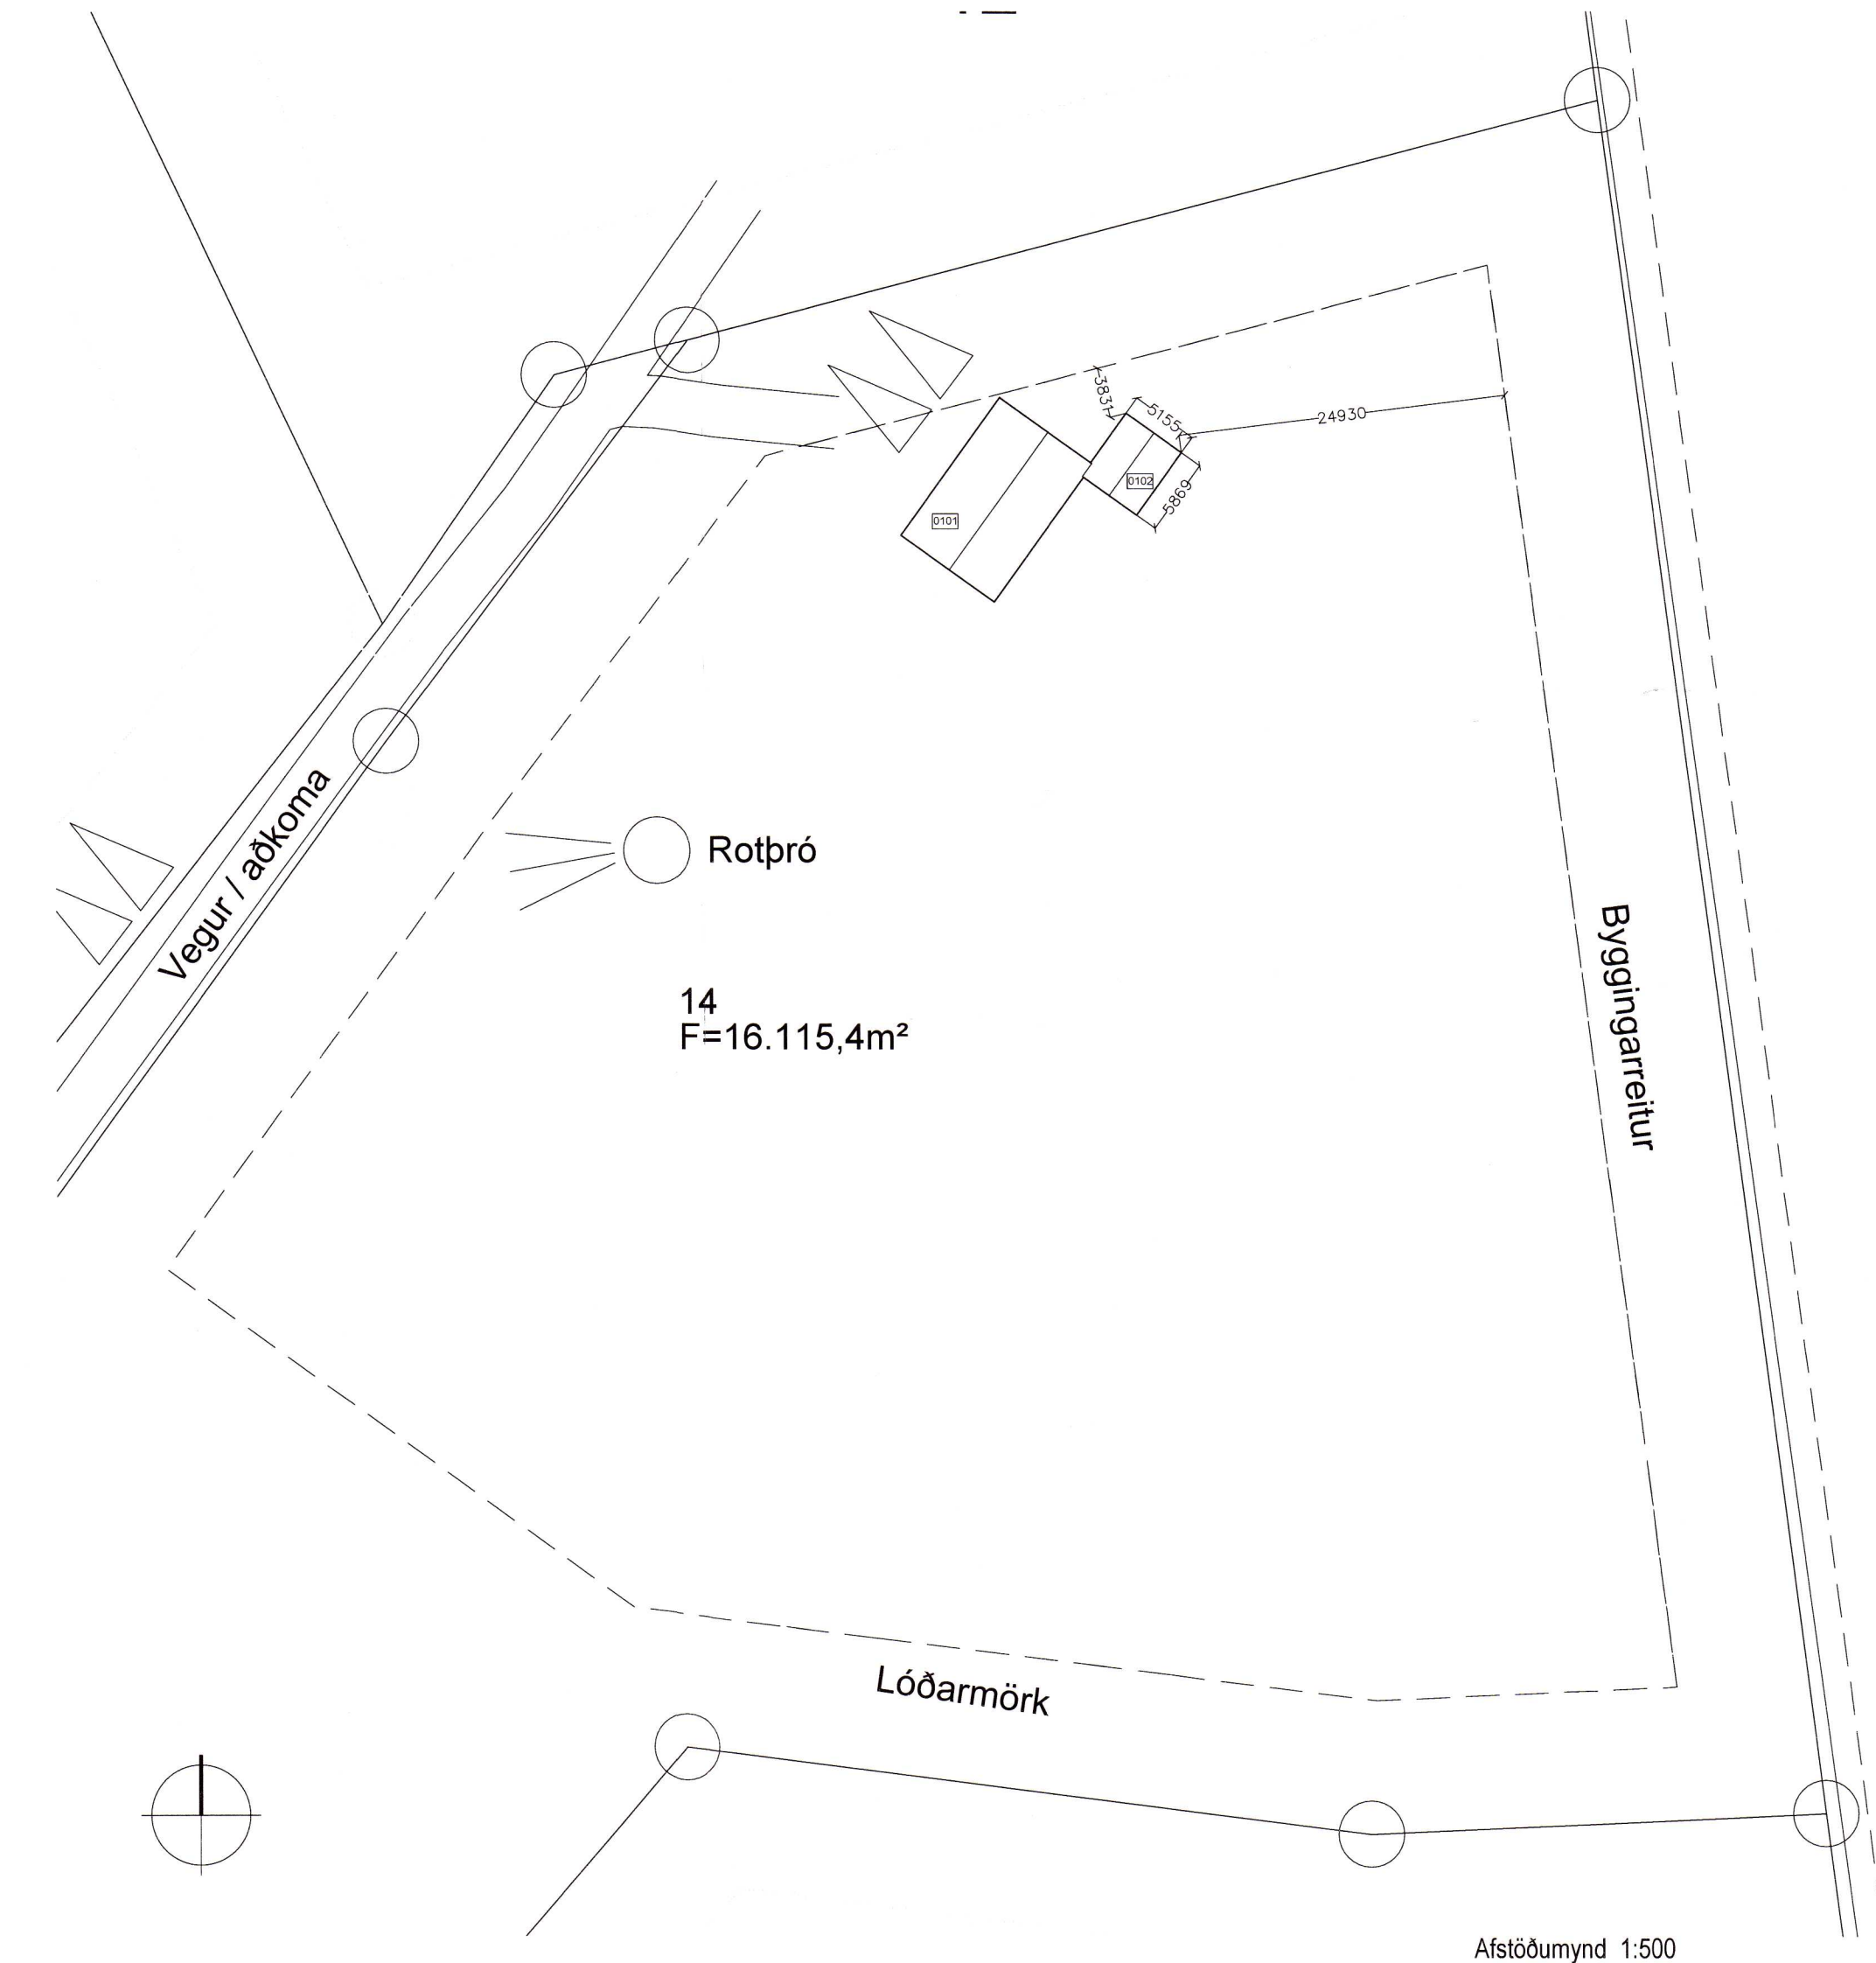 3831
5155
24930
0102
5869
0101
Vegur / aðkoma
Rotþró
14
F=16.115,4m²
Byggingarreitur
Lóðarmörk
Afstöðumynd 1:500